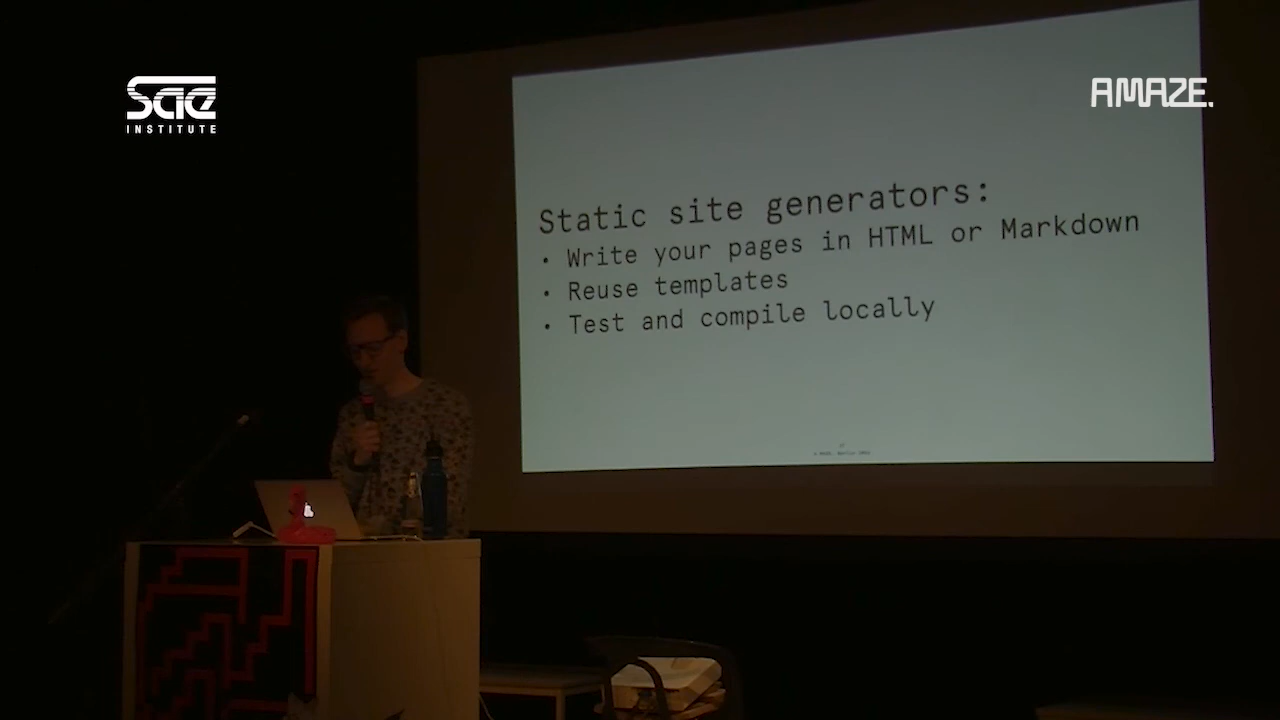 sae
INSTITUTE
AMAZE.
Static site generators:
• Write your pages in HTML or Markdown
• Reuse templates
• Test and compile locally